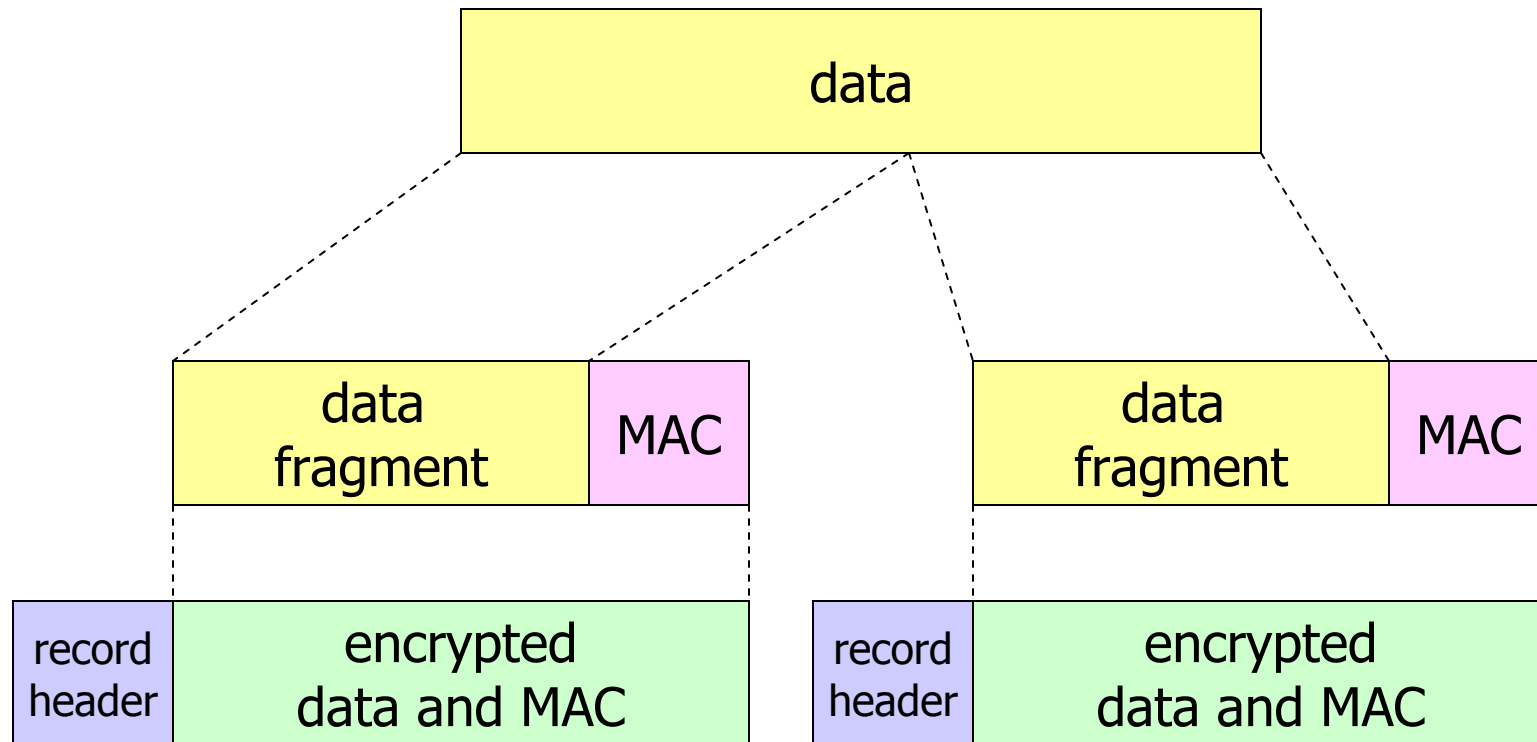 data
data
fragment
MAC
data
fragment
MAC
record
header
encrypted
data and MAC
record
header
encrypted
data and MAC